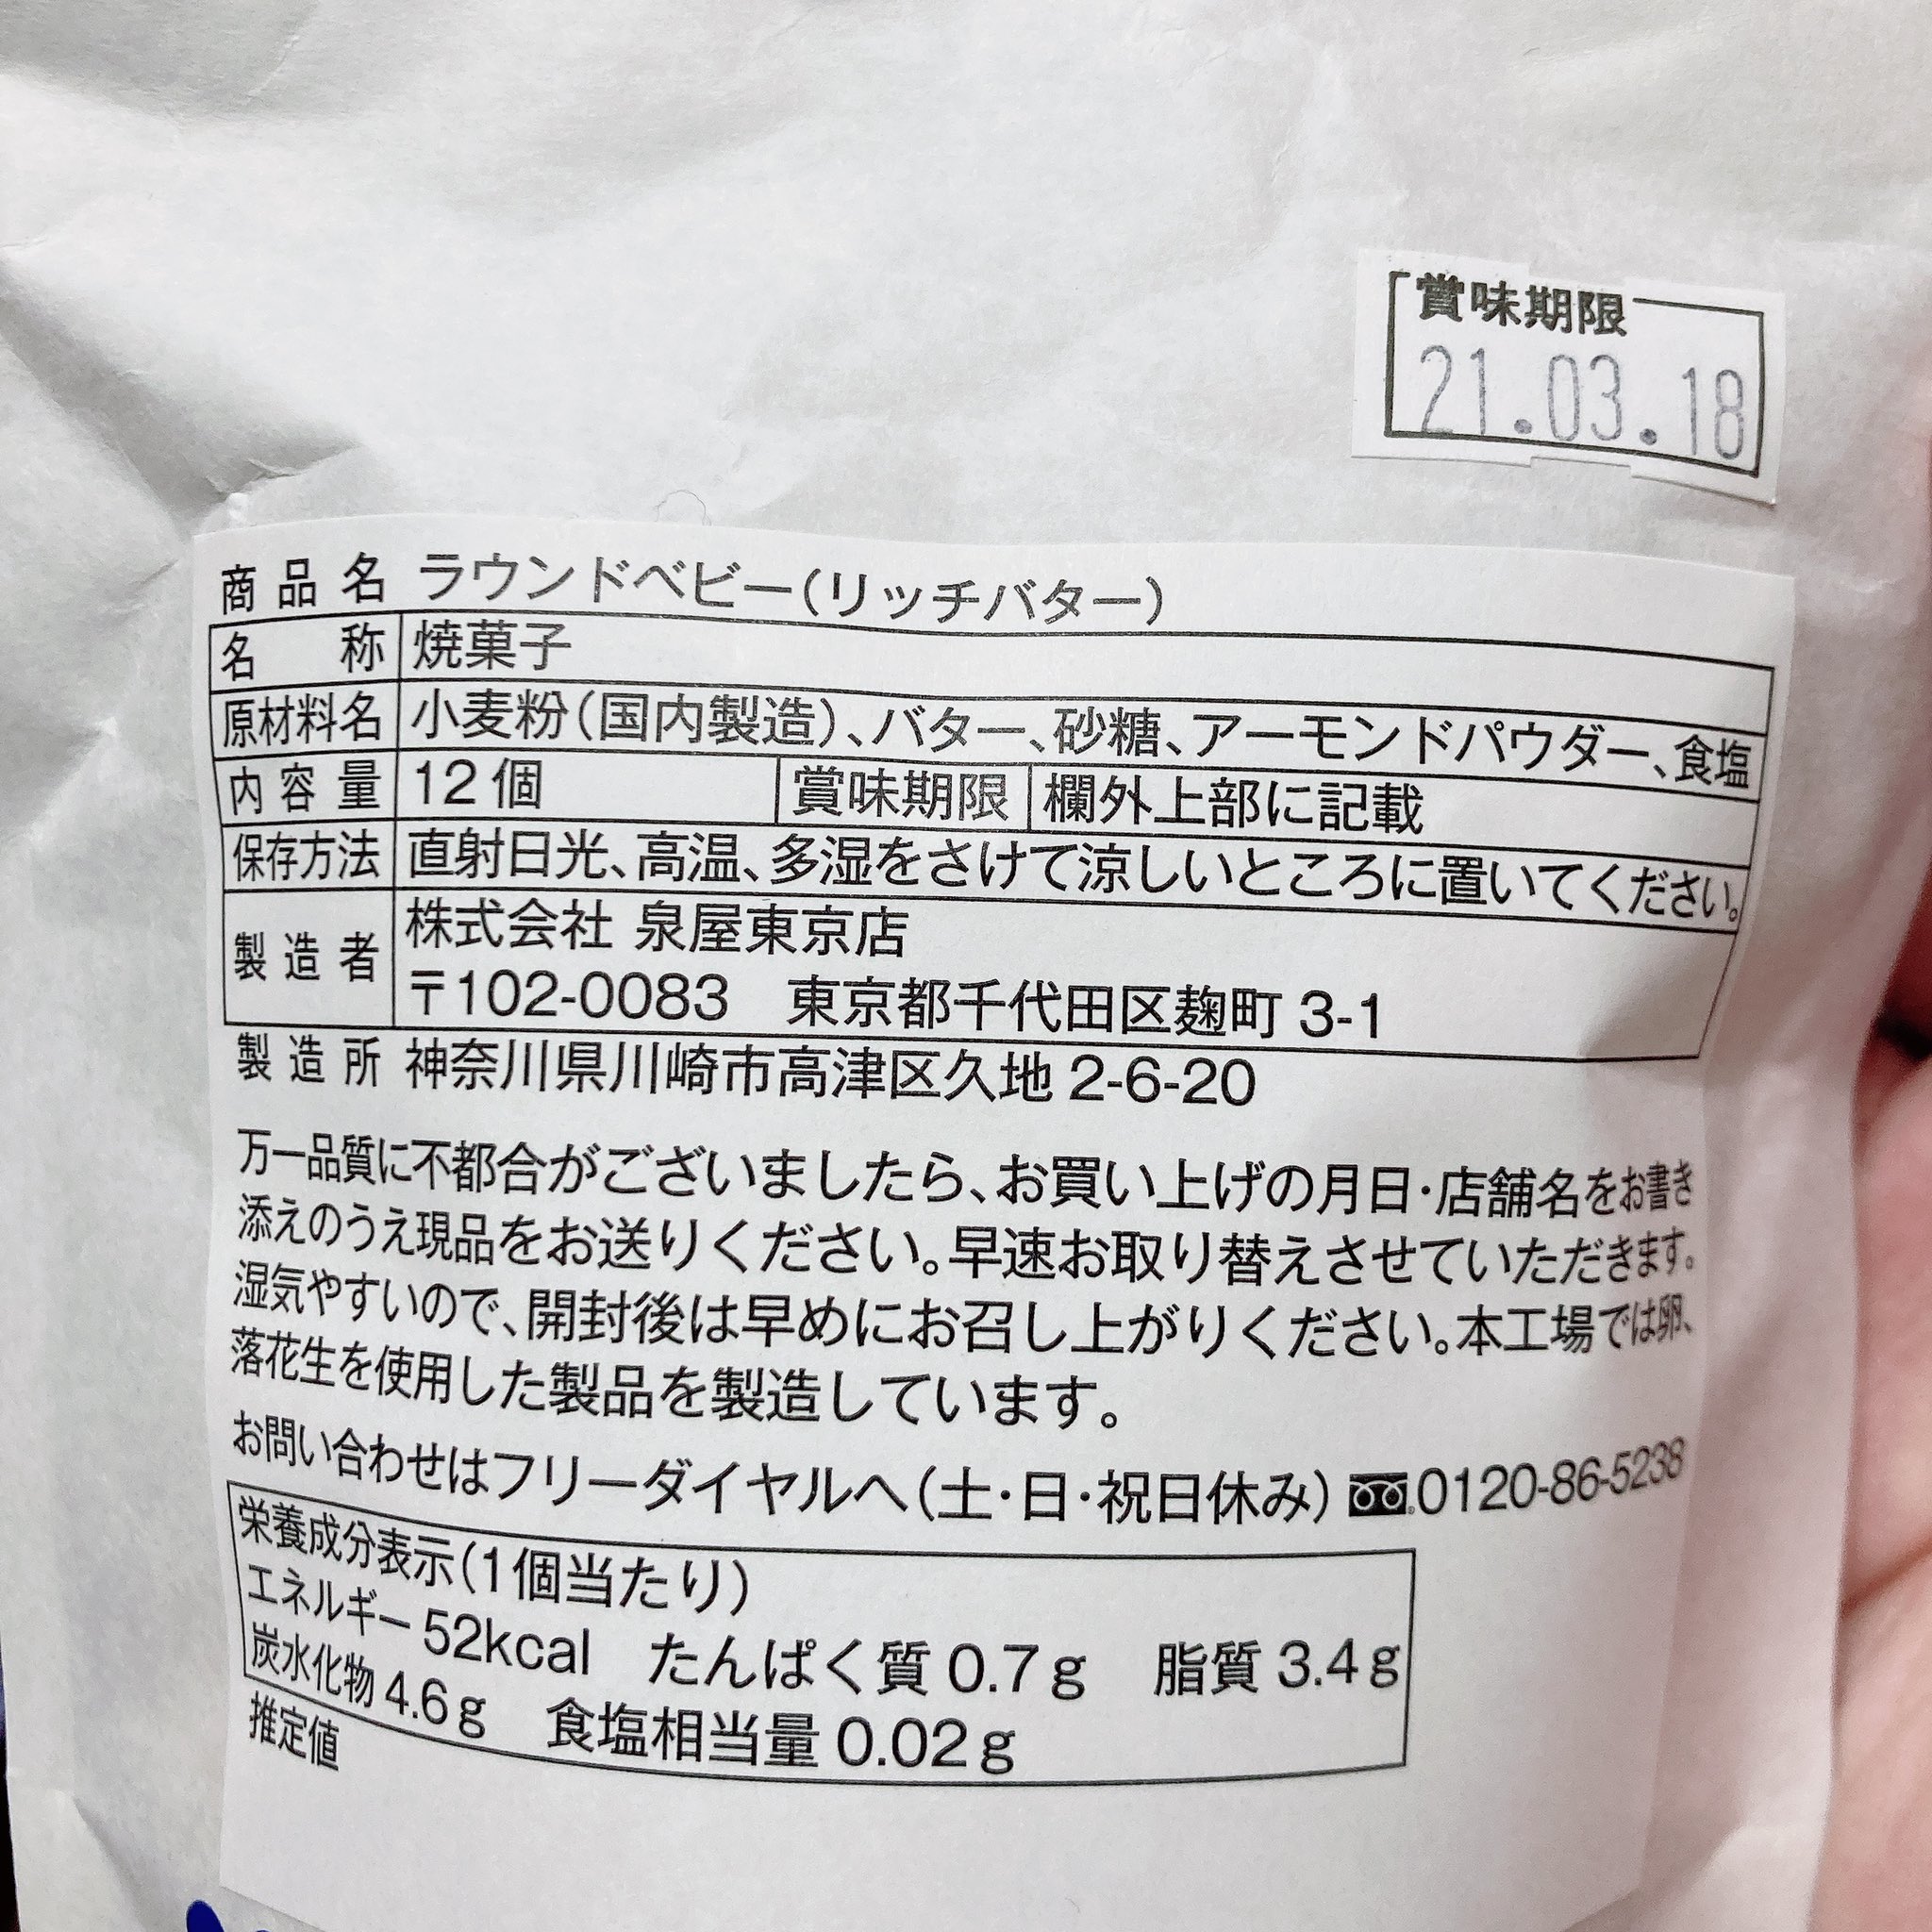 賞味期限
21.03.18
商品名 ラウンドベビー(リッチバター)
名称 焼菓子
原材料名 小麦粉(国内製造)、バター、砂糖、アーモンドパウダー、食塩
内容量 12個 賞味期限 欄外上部に記載
保存方法 直射日光、高温、多湿をさけて涼しいところに置いてください。
製造者 株式会社 泉屋東京店
〒102-0083 東京都千代田区麹町 3-1
製造所 神奈川県川崎市高津区久地 2-6-20
万一品質に不都合がございましたら、お買い上げの月日・店舗名をお書き
添えのうえ現品をお送りください。早速お取り替えさせていただきます。
湿気やすいので、開封後は早めにお召し上がりください。本工場では卵、
落花生を使用した製品を製造しています。
お問い合わせはフリーダイヤルへ(土・日・祝日休み) 0120-86-5238
栄養成分表示(1個当たり)
エネルギー 52kcal たんぱく質 0.7g 脂質 3.4g
炭水化物 4.6g 食塩相当量 0.02g
推定値